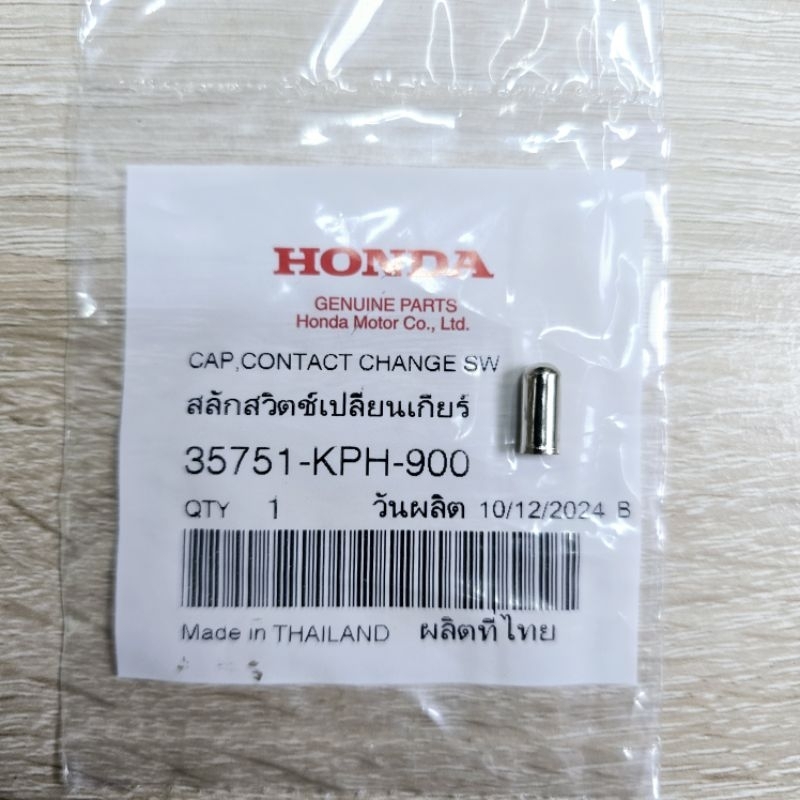 HONDA
GENUINE PARTS
Honda Motor Co., Ltd.
CAP,CONTACT CHANGE SW
สลักสวิตช์เปลี่ยนเกียร์
35751-KPH-900
QTY 1 วันผลิต 10/12/2024 B
Made in THAILAND ผลิตที่ไทย